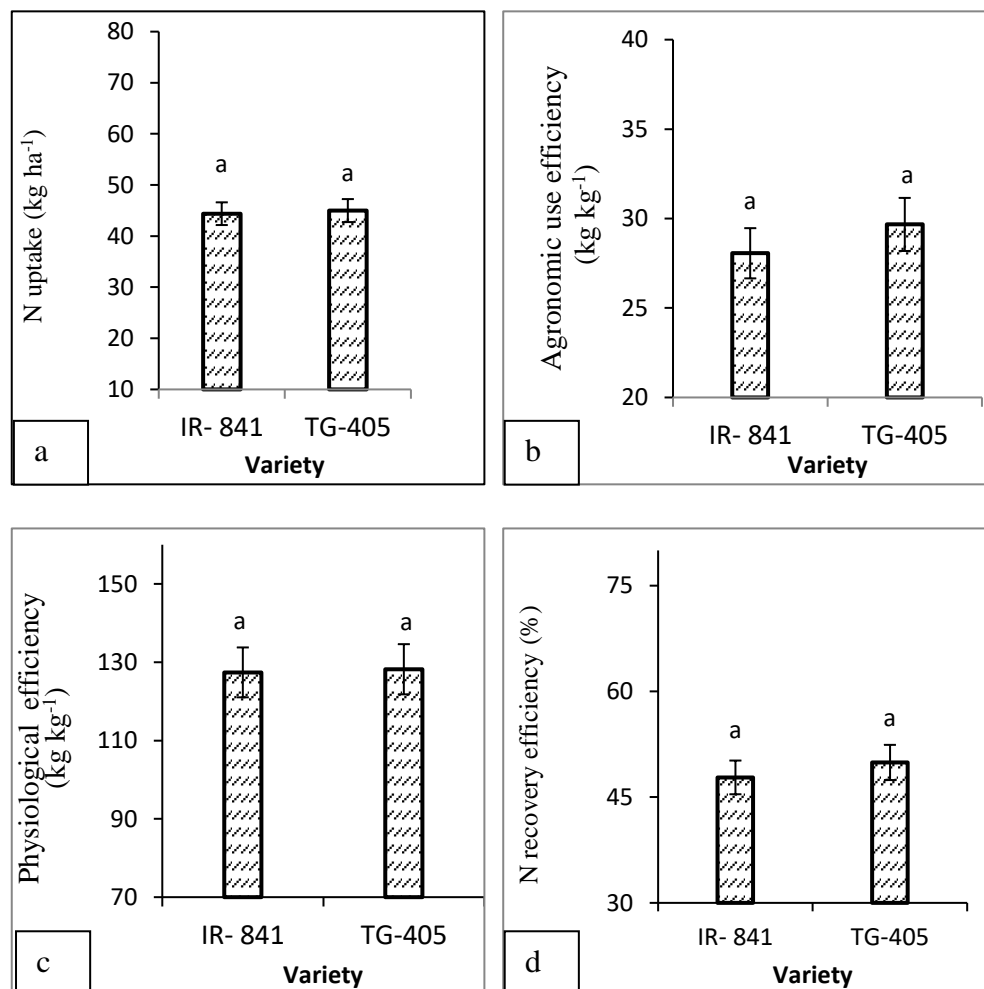 80
70
60
50
40
30
20
10
N uptake (kg ha⁻¹)
a
a
IR- 841
TG-405
Variety
a
40
35
30
25
20
Agronomic use efficiency
(kg kg⁻¹)
a
a
IR- 841
TG-405
Variety
b
150
130
110
90
70
Physiological efficiency
(kg kg⁻¹)
a
a
IR- 841
TG-405
Variety
c
75
60
45
30
N recovery efficiency (%)
a
a
IR- 841
TG-405
Variety
d